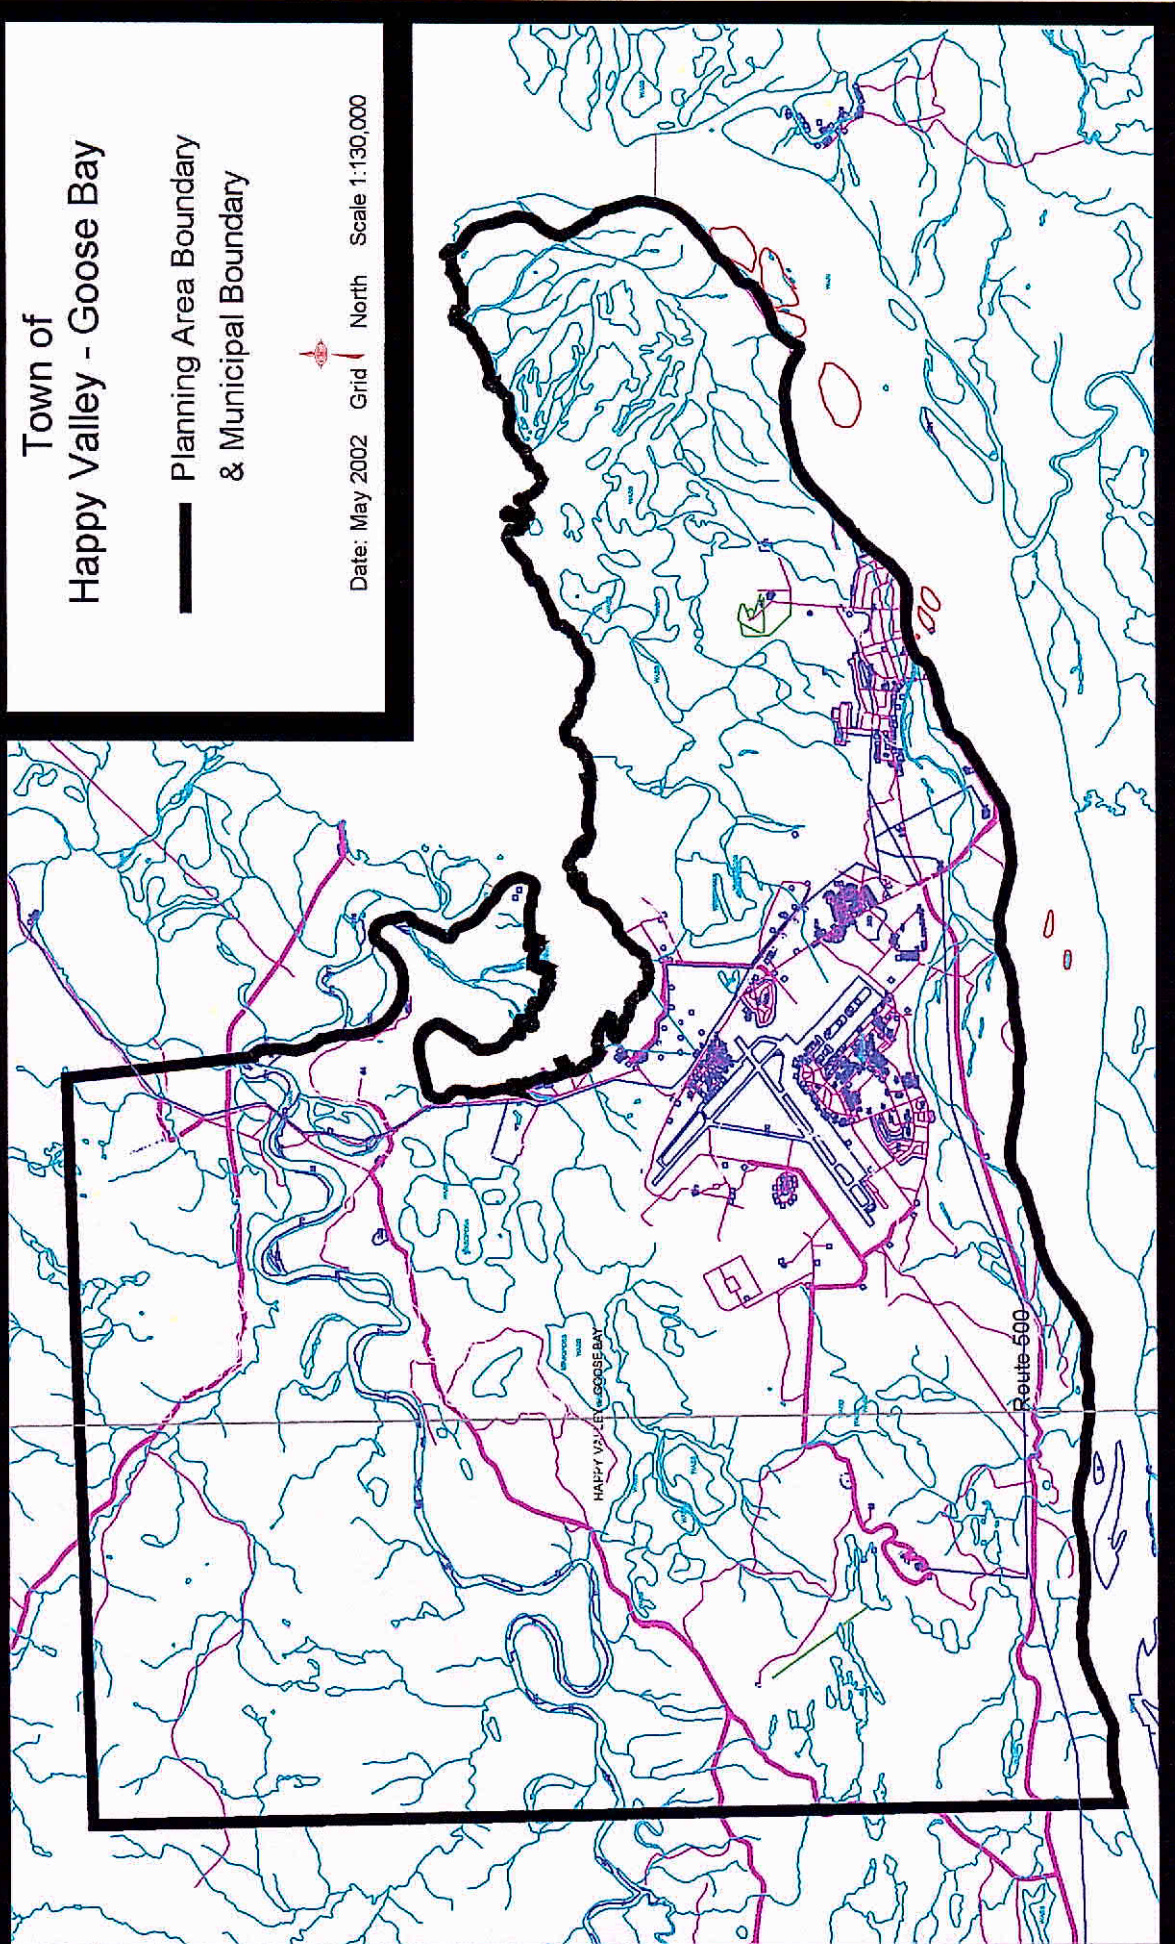 Town of
Happy Valley - Goose Bay
Planning Area Boundary
& Municipal Boundary
Date: May 2002 Grid North Scale 1:130,000
HAPPY VALLEY-GOOSE BAY
Route 500